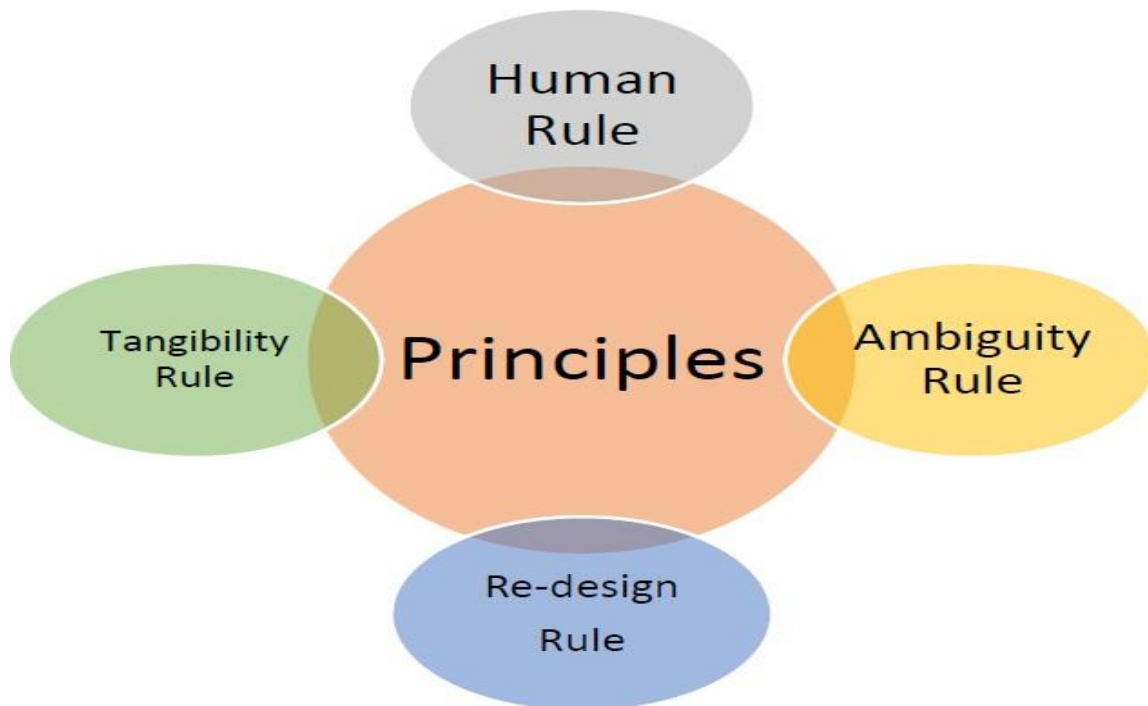 Human
Rule
Tangibility
Rule
Principles
Ambiguity
Rule
Re-design
Rule